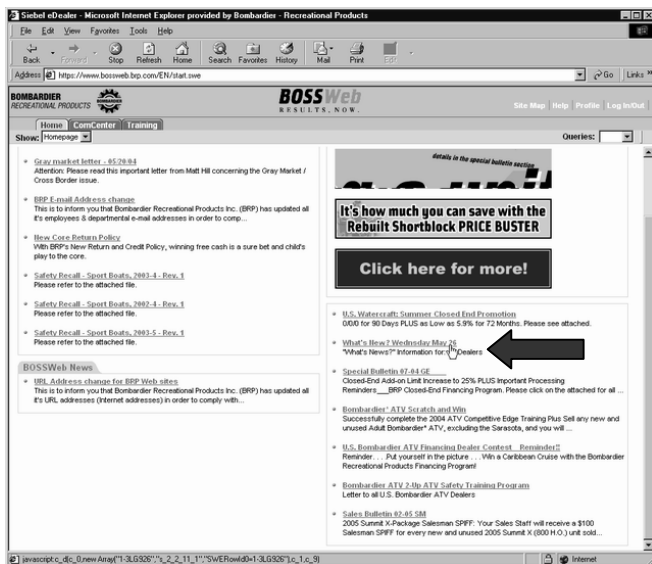 Siebel eDealer - Microsoft Internet Explorer provided by Bombardier - Recreational Products
File Edit View Favorites Tools Help
Back Forward Stop Refresh Home Search Favorites History Mail Print Edit
Address https://www.bossweb.brp.com/EN/start.swe Go Links »
BOMBARDIER
RECREATIONAL PRODUCTS
BOMBARDIER
BOSSWeb
RESULTS, NOW.
Site Map | Help | Profile | Log In/Out |
Home ComCenter Training
Show: Homepage Queries:
Gray market letter - 05/20/04
Attention: Please read this important letter from Matt Hill concerning the Gray Market /
Cross Border issue.
BRP E-mail Address change
This is to inform you that Bombardier Recreational Products Inc. (BRP) has updated all
it's employees & departmental e-mail addresses in order to comp...
New Core Return Policy
With BRP's New Return and Credit Policy, winning free cash is a sure bet and child's
play to the core.
Safety Recall - Sport Boats, 2003-4 - Rev. 1
Please refer to the attached file.
Safety Recall - Sport Boats, 2002-4 - Rev. 1
Please refer to the attached file.
Safety Recall - Sport Boats, 2003-5 - Rev. 1
Please refer to the attached file.
BOSSWeb News
URL Address change for BRP Web sites
This is to inform you that Bombardier Recreational Products Inc. (BRP) has updated all
it's URL addresses (Internet addresses) in order to comply with...
details in the special bulletin section
It's how much you can save with the
Rebuilt Shortblock PRICE BUSTER
Click here for more!
U.S. Watercraft: Summer Closed End Promotion
0/0/0 for 90 Days PLUS as Low as 5.9% for 72 Months. Please see attached.
What's New? Wednsday May 26
"What's News?" Information for Dealers
Special Bulletin 07-04 GE
Closed-End Add-on Limit Increase to 25% PLUS Important Processing
Reminders___BRP Closed-End Financing Program. Please click on the attached for all ...
Bombardier* ATV Scratch and Win
Successfully complete the 2004 ATV Competitive Edge Training Plus Sell any new and
unused Adult Bombardier* ATV, excluding the Sarasota, and you will ...
U.S. Bombardier ATV Financing Dealer Contest Reminder!!
Reminder. . . .Put yourself in the picture . . . .Win a Caribbean Cruise with the Bombardier
Recreational Products Financing Program!
Bombardier ATV 2-Up ATV Safety Training Program
Letter to all U.S. Bombardier ATV Dealers
Sales Bulletin 02-05 SM
2005 Summit X-Package Salesman SPIFF: Your Sales Staff will receive a $100
Salesman SPIFF for every new and unused 2005 Summit X (800 H.O.) unit sold...
javascript:c_d(c_0,new Array("1-3LG926","s_2_2_11_1","SWERowId0=1-3LG926"),c_1,c_9) Internet